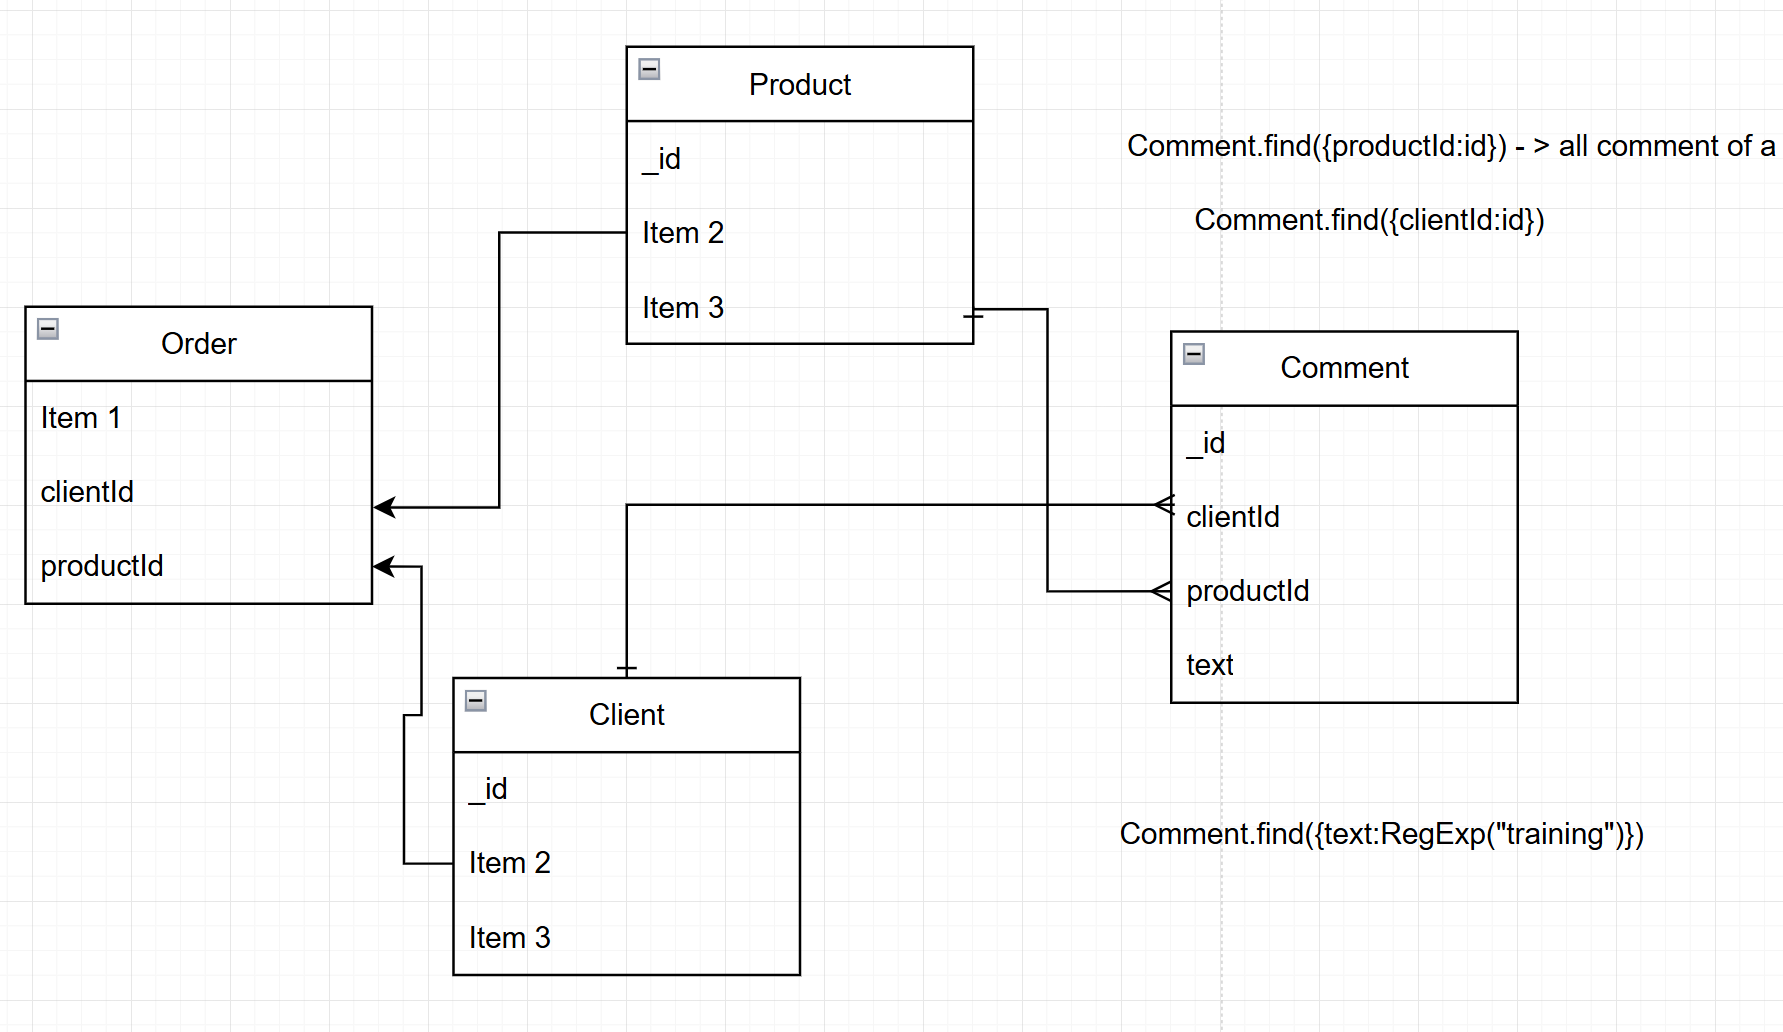 Product
_id
Item 2
Item 3
Comment.find({productId:id}) - > all comment of a
Comment.find({clientId:id})
Order
Item 1
clientId
productId
Comment
_id
clientId
productId
text
Client
_id
Item 2
Item 3
Comment.find({text:RegExp("training")})